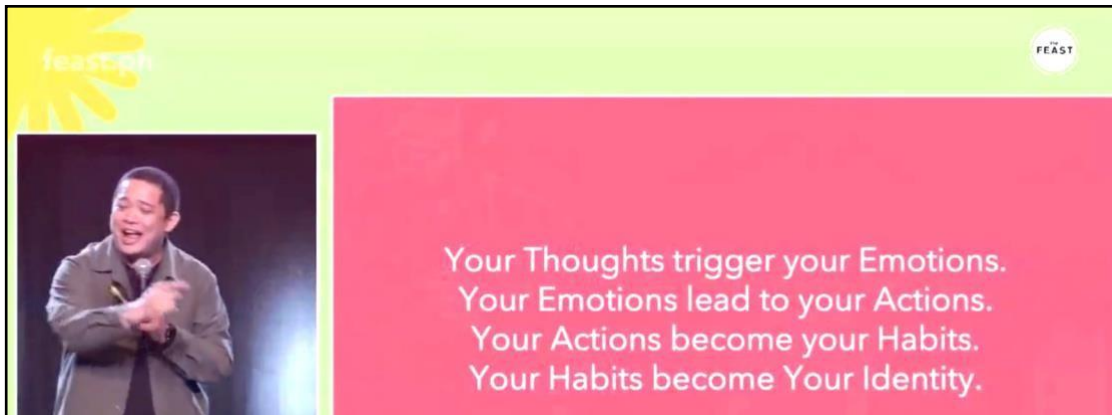 feast.ph
THE
FEAST
Your Thoughts trigger your Emotions.
Your Emotions lead to your Actions.
Your Actions become your Habits.
Your Habits become Your Identity.